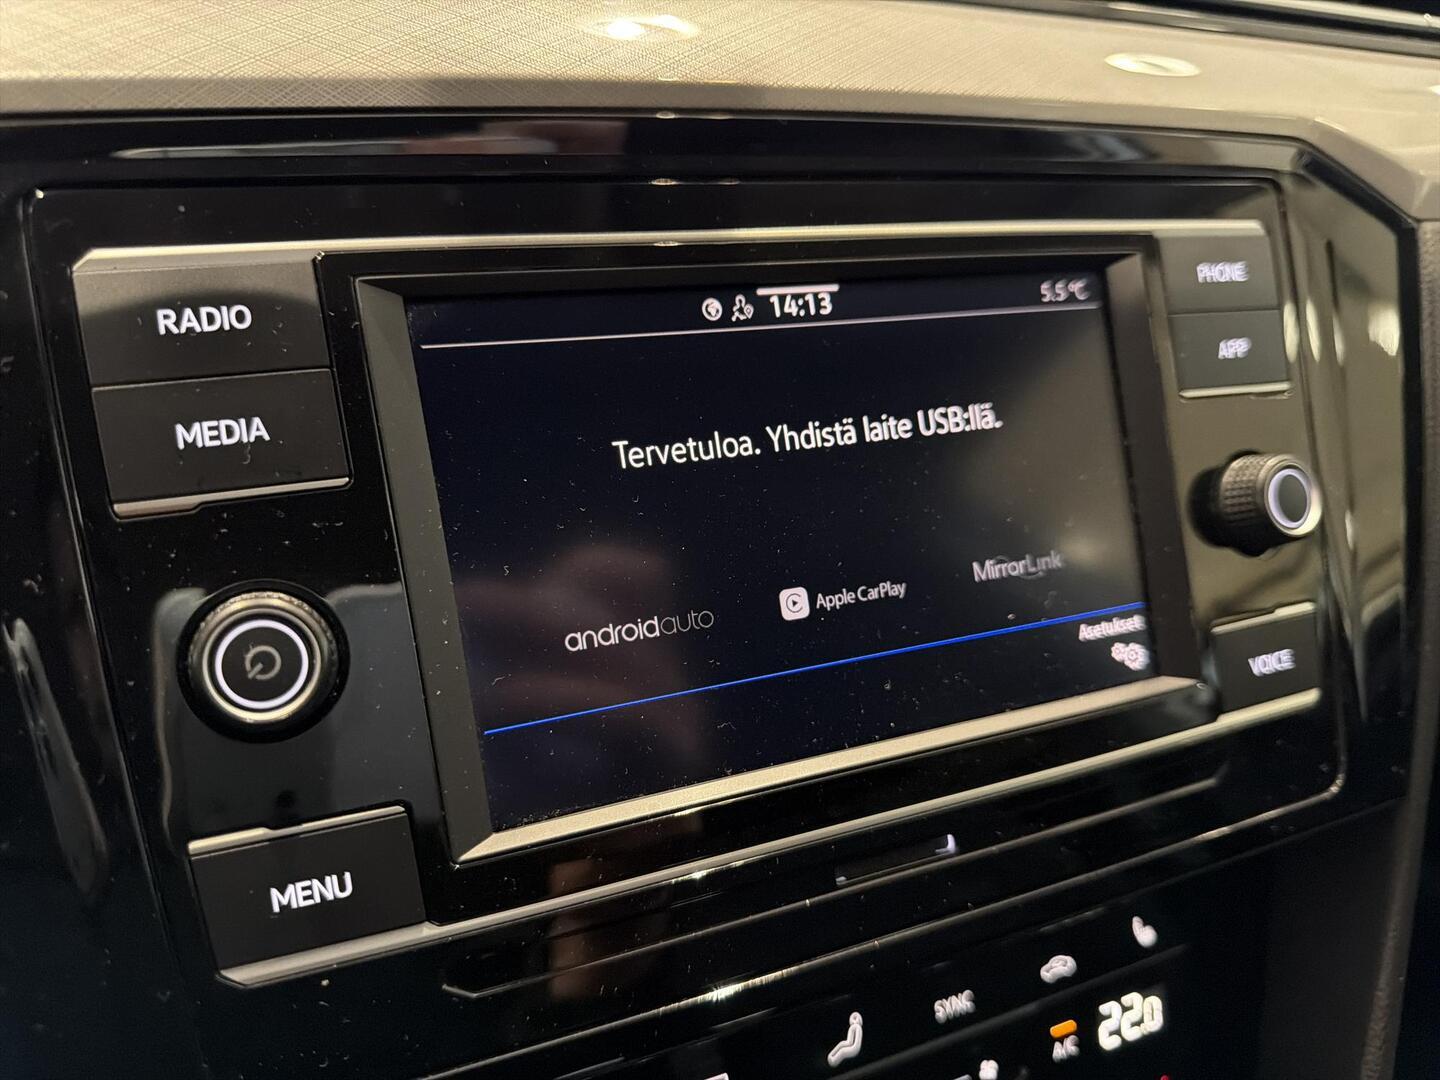 RADIO
MEDIA
MENU
14:13
5.5°C
Tervetuloa. Yhdistä laite USB:llä.
androidauto
Apple CarPlay
MirrorLink
Asetukset
PHONE
APP
VOICE
SYNC
A/C
22.0